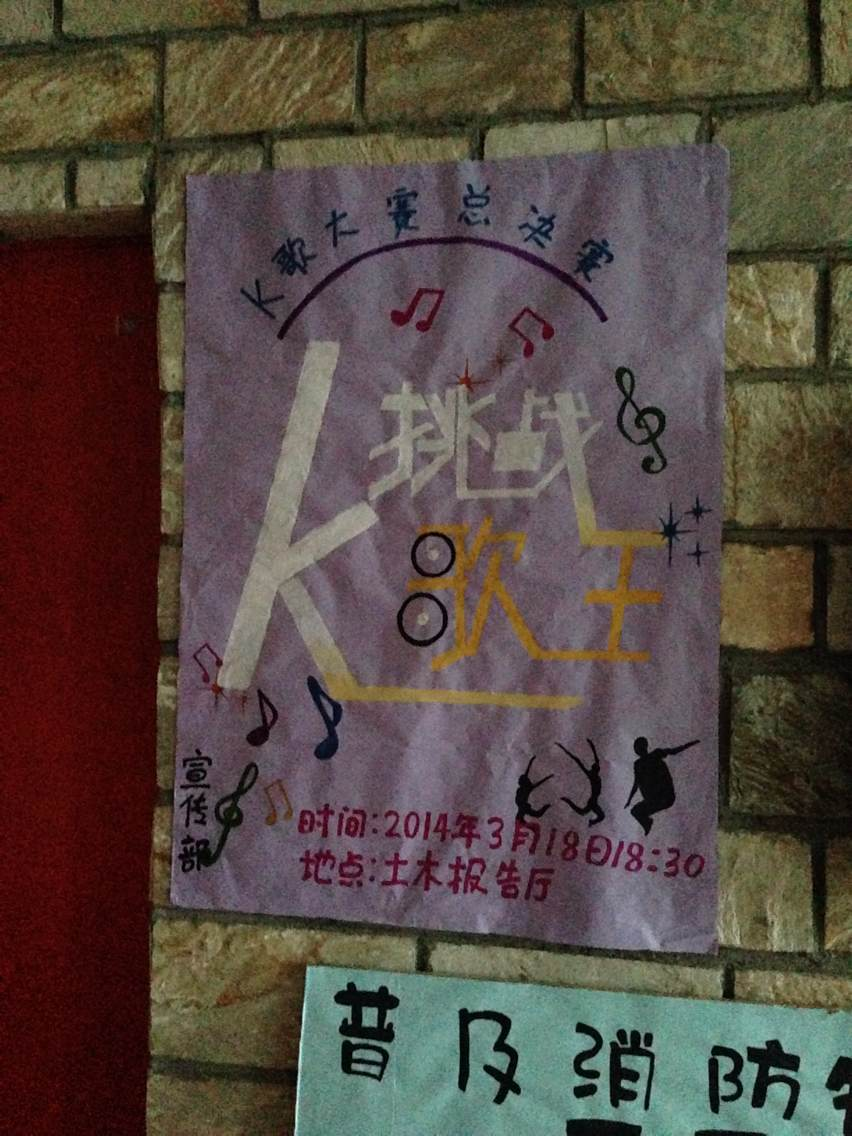 K歌大赛总决赛
K
挑战
歌王
宣传部
时间:2014年3月18日18:30
地点:土木报告厅
普及消防